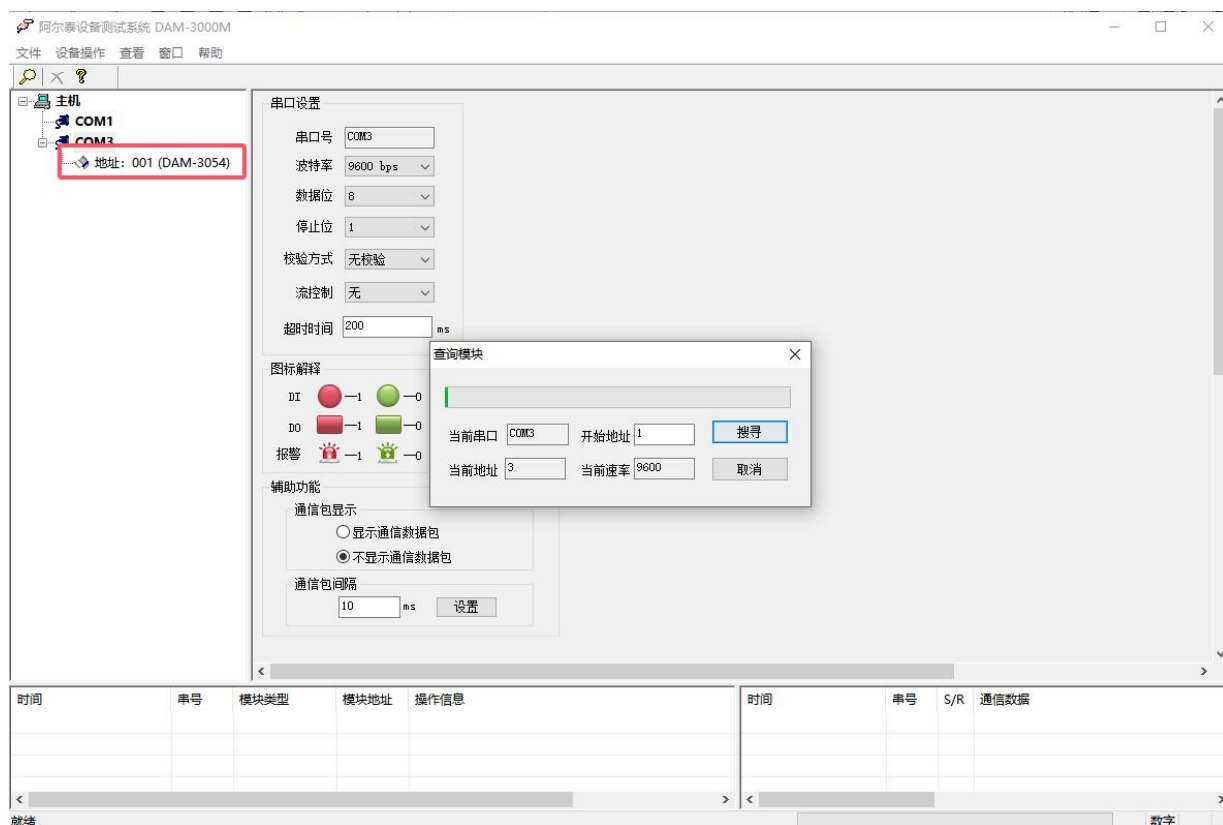 阿尔泰设备测试系统 DAM-3000M
文件 设备操作 查看 窗口 帮助
主机
COM1
COM3
地址: 001 (DAM-3054)
串口设置
串口号 COM3
波特率 9600 bps
数据位 8
停止位 1
校验方式 无校验
流控制 无
超时时间 200 ms
图标解释
DI —1 —0
DO —1 —0
报警 —1 —0
辅助功能
通信包显示
显示通信数据包
不显示通信数据包
通信包间隔
10 ms 设置
查询模块
当前串口 COM3 开始地址 1 搜寻
当前地址 3 当前速率 9600 取消
时间 串号 模块类型 模块地址 操作信息
时间 串号 S/R 通信数据
就绪 数字